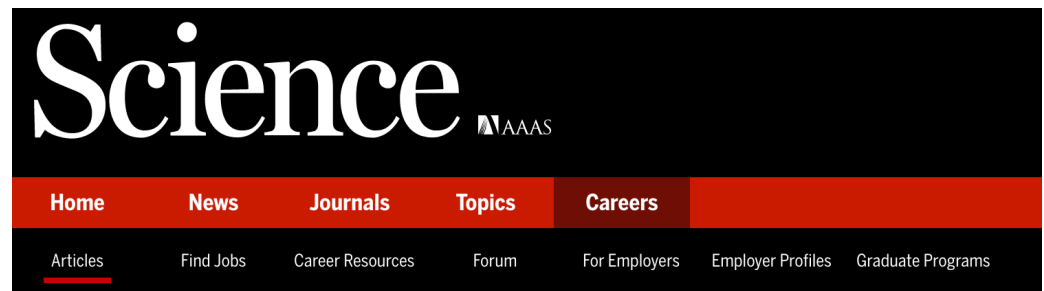 Science AAAS
Home News Journals Topics Careers
Articles Find Jobs Career Resources Forum For Employers Employer Profiles Graduate Programs